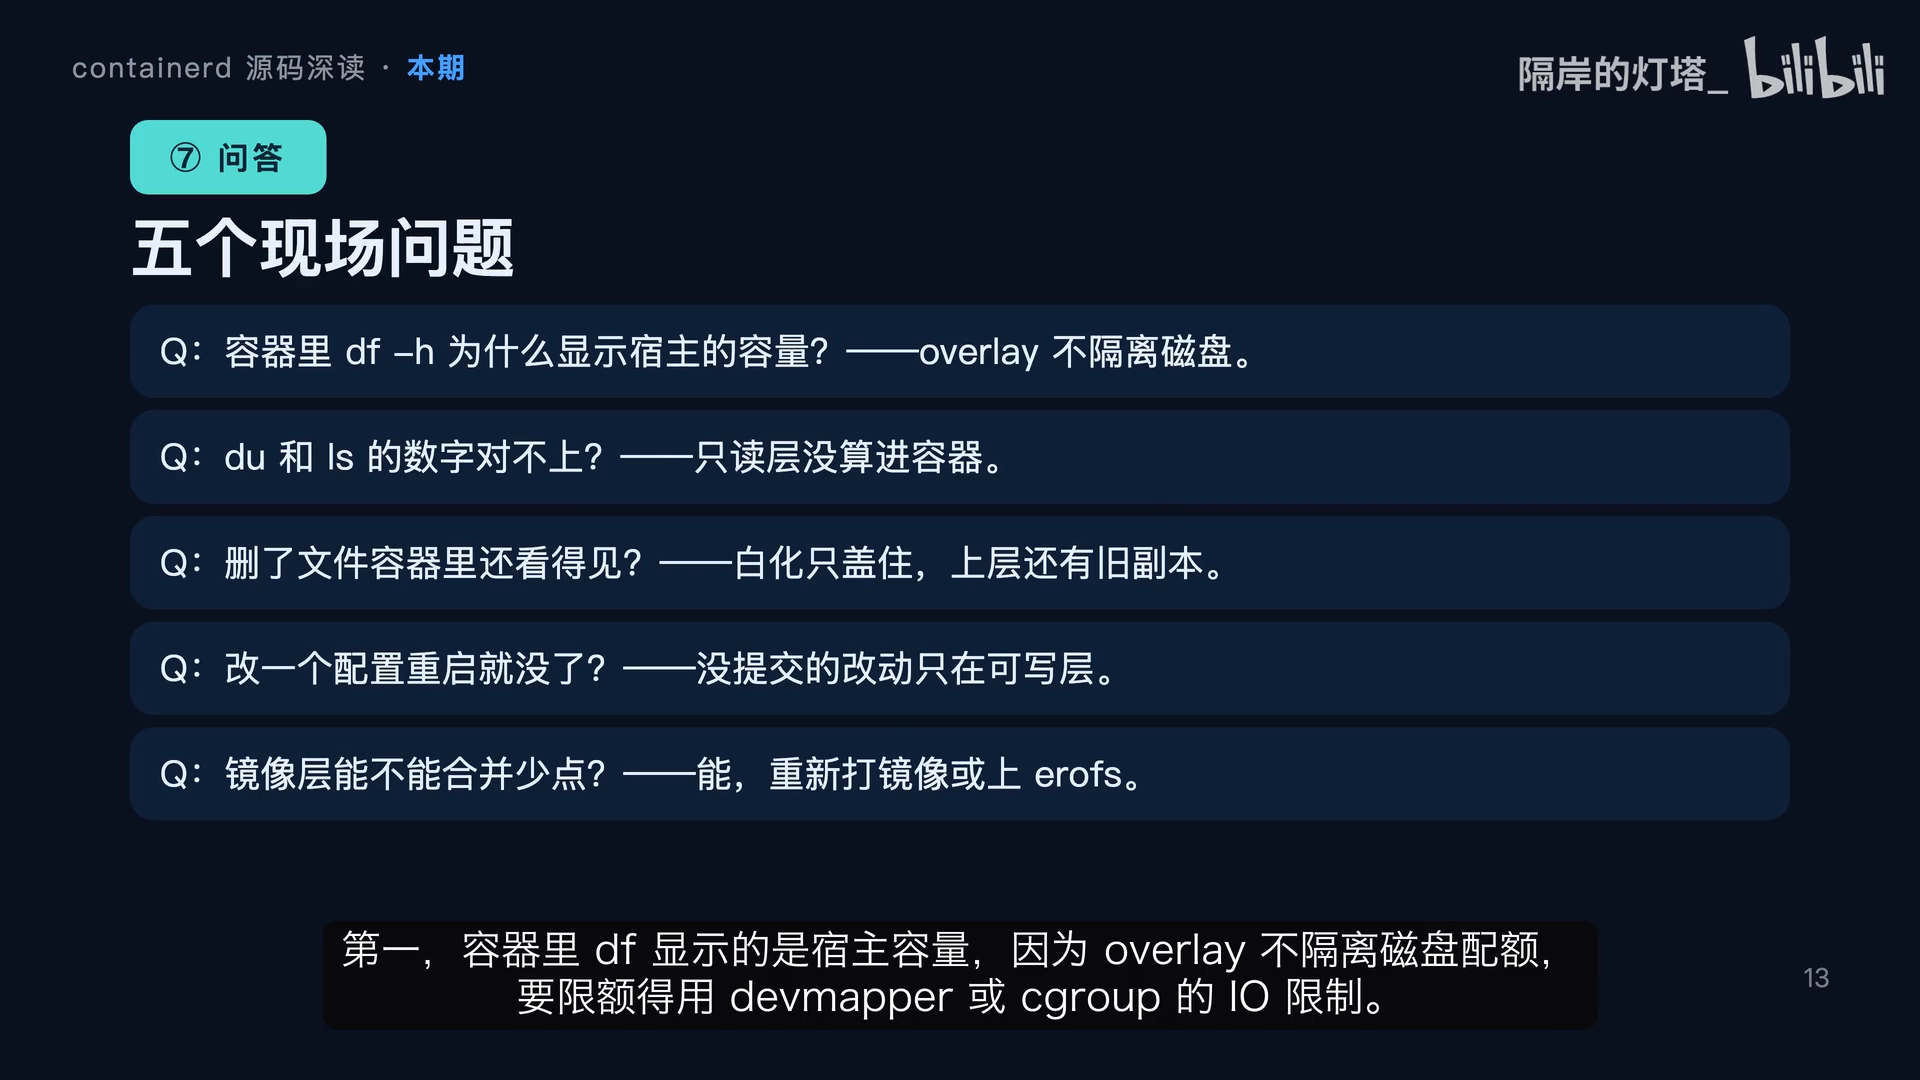 containerd 源码深读 · 本期
隔岸的灯塔_ bilibili
⑦ 问答
五个现场问题
Q：容器里 df -h 为什么显示宿主的容量？——overlay 不隔离磁盘。
Q：du 和 ls 的数字对不上？——只读层没算进容器。
Q：删了文件容器里还看得见？——白化只盖住，上层还有旧副本。
Q：改一个配置重启就没了？——没提交的改动只在可写层。
Q：镜像层能不能合并少点？——能，重新打镜像或上 erofs。
第一，容器里 df 显示的是宿主容量，因为 overlay 不隔离磁盘配额，
要限额得用 devmapper 或 cgroup 的 IO 限制。
13